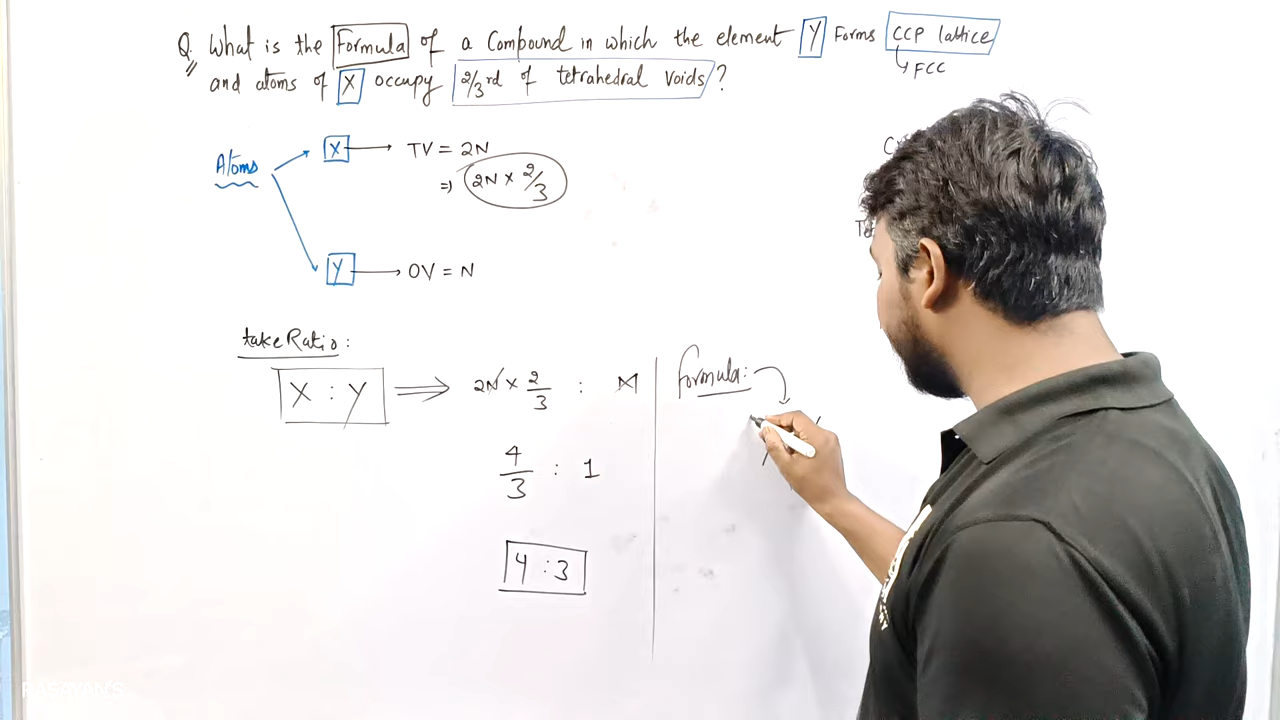 Q. What is the Formula of a Compound in which the element Y Forms CCP lattice
↳ FCC
and atoms of X occupy 2/3rd of tetrahedral voids?
Atoms
X → TV = 2N
⇒ 2N × 2/3
Y → OV = N
take Ratio:
X : Y ⟹ 2N × 2/3 : N
4/3 : 1
4 : 3
Formula:
RASAYAN'S